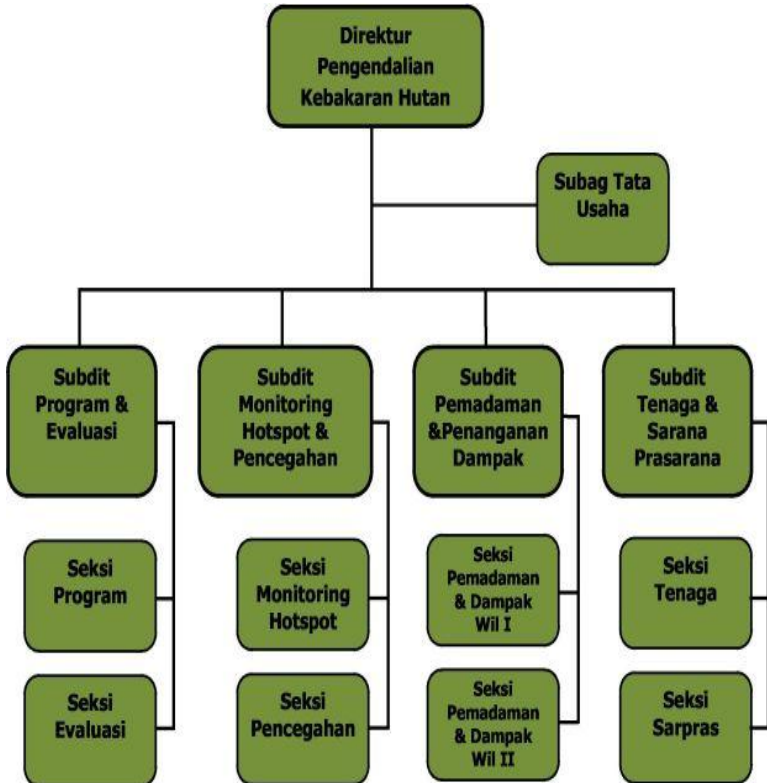 Direktur
Pengendalian
Kebakaran Hutan
Subag Tata
Usaha
Subdit
Program &
Evaluasi
Subdit
Monitoring
Hotspot &
Pencegahan
Subdit
Pemadaman
&Penanganan
Dampak
Subdit
Tenaga &
Sarana
Prasarana
Seksi
Program
Seksi
Monitoring
Hotspot
Seksi
Pemadaman
& Dampak
Wil I
Seksi
Tenaga
Seksi
Evaluasi
Seksi
Pencegahan
Seksi
Pemadaman
& Dampak
Wil II
Seksi
Sarpras